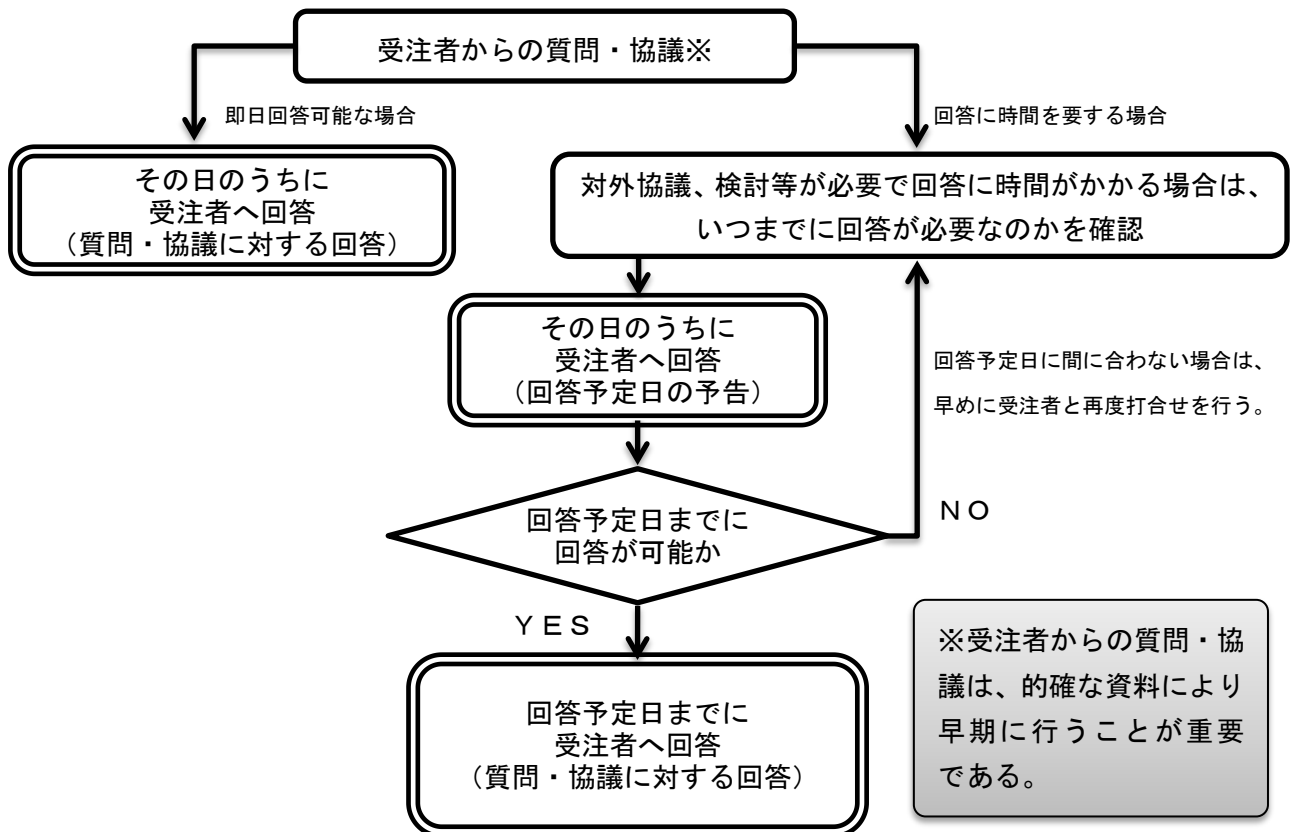 受注者からの質問・協議※
即日回答可能な場合
回答に時間を要する場合
その日のうちに
受注者へ回答
（質問・協議に対する回答）
対外協議、検討等が必要で回答に時間がかかる場合は、
いつまでに回答が必要なのかを確認
その日のうちに
受注者へ回答
（回答予定日の予告）
回答予定日に間に合わない場合は、
早めに受注者と再度打合せを行う。
回答予定日までに
回答が可能か
ＮＯ
ＹＥＳ
回答予定日までに
受注者へ回答
（質問・協議に対する回答）
※受注者からの質問・協
議は、的確な資料により
早期に行うことが重要
である。